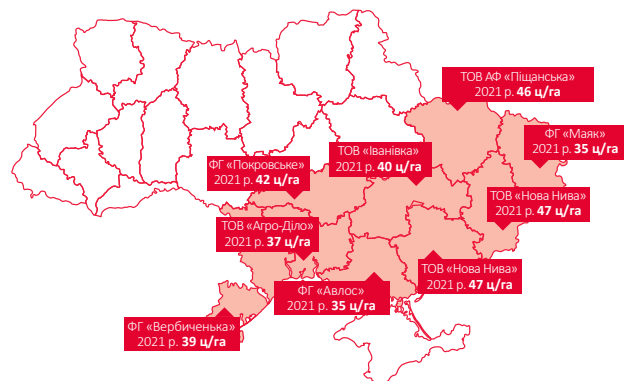 ТОВ АФ «Піщанська»
2021 р. 46 ц/га
ФГ «Маяк»
2021 р. 35 ц/га
ТОВ «Іванівка»
2021 р. 40 ц/га
ФГ «Покровське»
2021 р. 42 ц/га
ТОВ «Нова Нива»
2021 р. 47 ц/га
ТОВ «Агро-Діло»
2021 р. 37 ц/га
ТОВ «Нова Нива»
2021 р. 47 ц/га
ФГ «Авлос»
2021 р. 35 ц/га
ФГ «Вербиченька»
2021 р. 39 ц/га